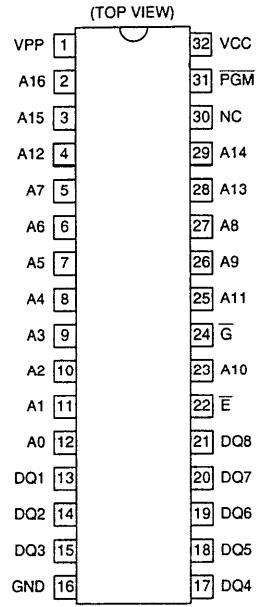 (TOP VIEW)
VPP 1 32 VCC
A16 2 31 P̅G̅M̅
A15 3 30 NC
A12 4 29 A14
A7 5 28 A13
A6 6 27 A8
A5 7 26 A9
A4 8 25 A11
A3 9 24 G̅
A2 10 23 A10
A1 11 22 E̅
A0 12 21 DQ8
DQ1 13 20 DQ7
DQ2 14 19 DQ6
DQ3 15 18 DQ5
GND 16 17 DQ4